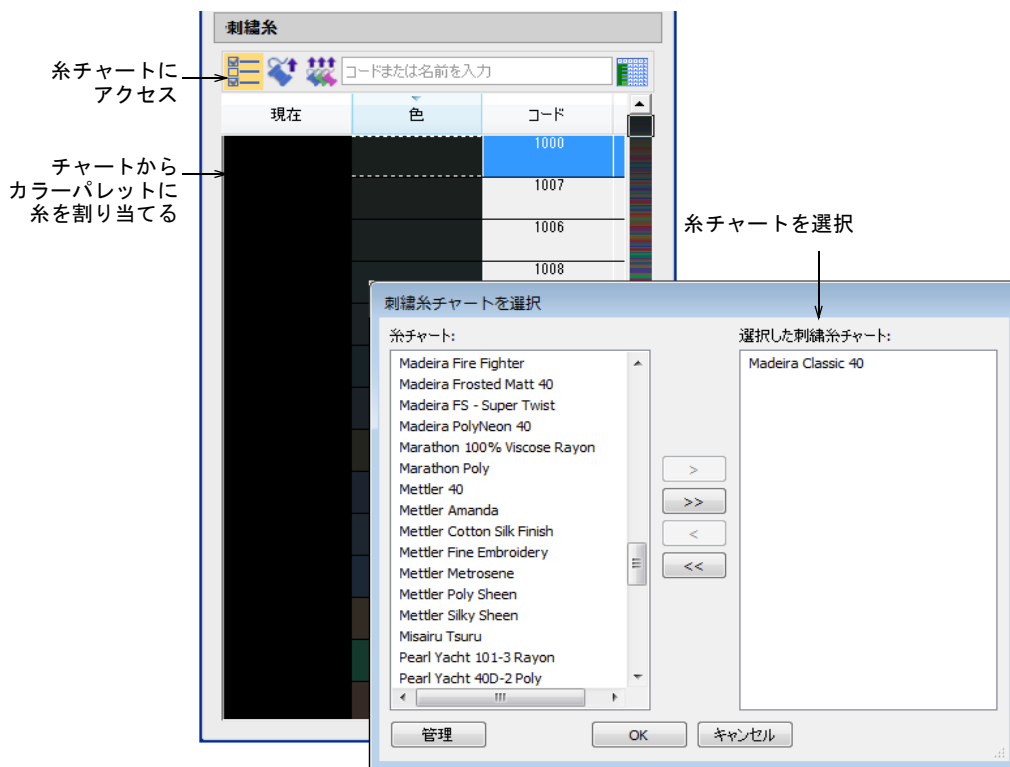 刺繍糸
糸チャートに
アクセス
コードまたは名前を入力
現在
色
コード
1000
1007
1006
1008
チャートから
カラーパレットに
糸を割り当てる
糸チャートを選択
刺繍糸チャートを選択
糸チャート:
Madeira Fire Fighter
Madeira Frosted Matt 40
Madeira FS - Super Twist
Madeira PolyNeon 40
Marathon 100% Viscose Rayon
Marathon Poly
Mettler 40
Mettler Amanda
Mettler Cotton Silk Finish
Mettler Fine Embroidery
Mettler Metrosene
Mettler Poly Sheen
Mettler Silky Sheen
Misairu Tsuru
Pearl Yacht 101-3 Rayon
Pearl Yacht 40D-2 Poly
>
>>
<
<<
選択した刺繍糸チャート:
Madeira Classic 40
管理
OK
キャンセル